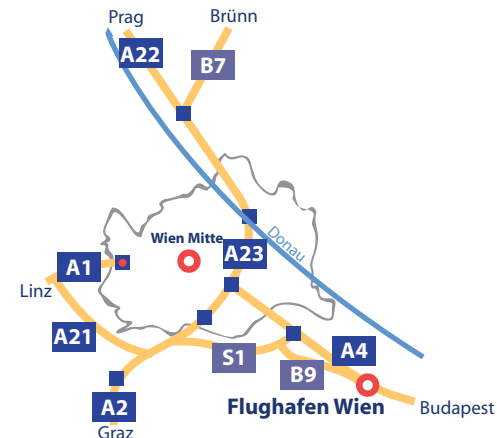 Prag
Brünn
A22
B7
Wien Mitte
Donau
A23
A1
Linz
A21
S1
A4
B9
A2
Flughafen Wien
Budapest
Graz